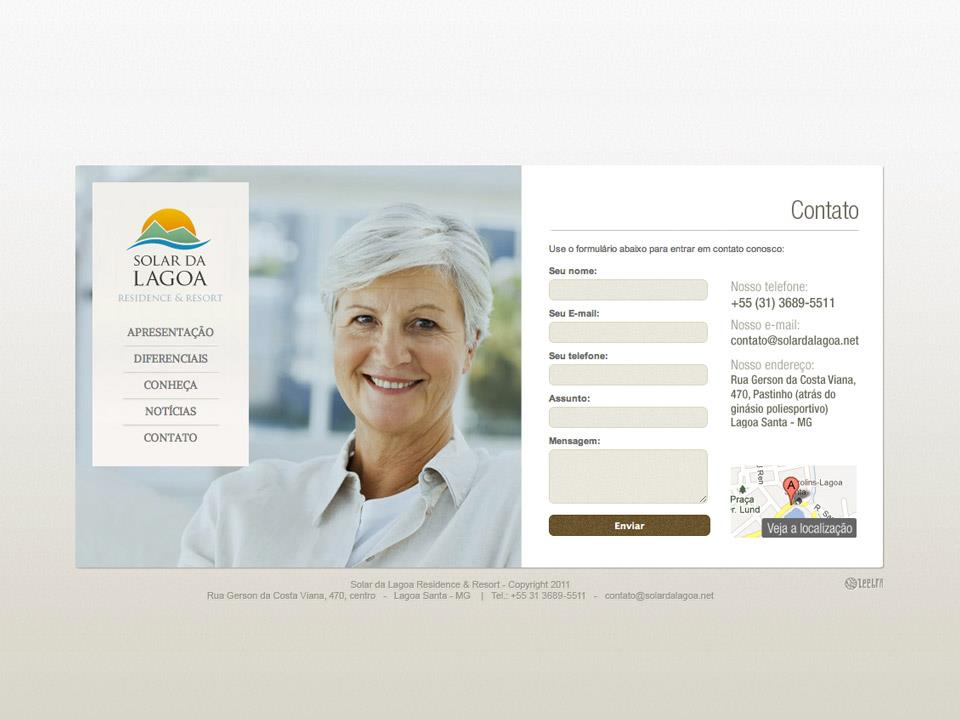 SOLAR DA
LAGOA
RESIDENCE & RESORT
APRESENTAÇÃO
DIFERENCIAIS
CONHEÇA
NOTÍCIAS
CONTATO
Contato
Use o formulário abaixo para entrar em contato conosco:
Seu nome:
Seu E-mail:
Seu telefone:
Assunto:
Mensagem:
Enviar
Nosso telefone:
+55 (31) 3689-5511
Nosso e-mail:
contato@solardalagoa.net
Nosso endereço:
Rua Gerson da Costa Viana,
470, Pastinho (atrás do
ginásio poliesportivo)
Lagoa Santa - MG
A
Praça
r. Lund
Veja a localização
Solar da Lagoa Residence & Resort - Copyright 2011
Rua Gerson da Costa Viana, 470, centro - Lagoa Santa - MG | Tel.: +55 31 3689-5511 - contato@solardalagoa.net